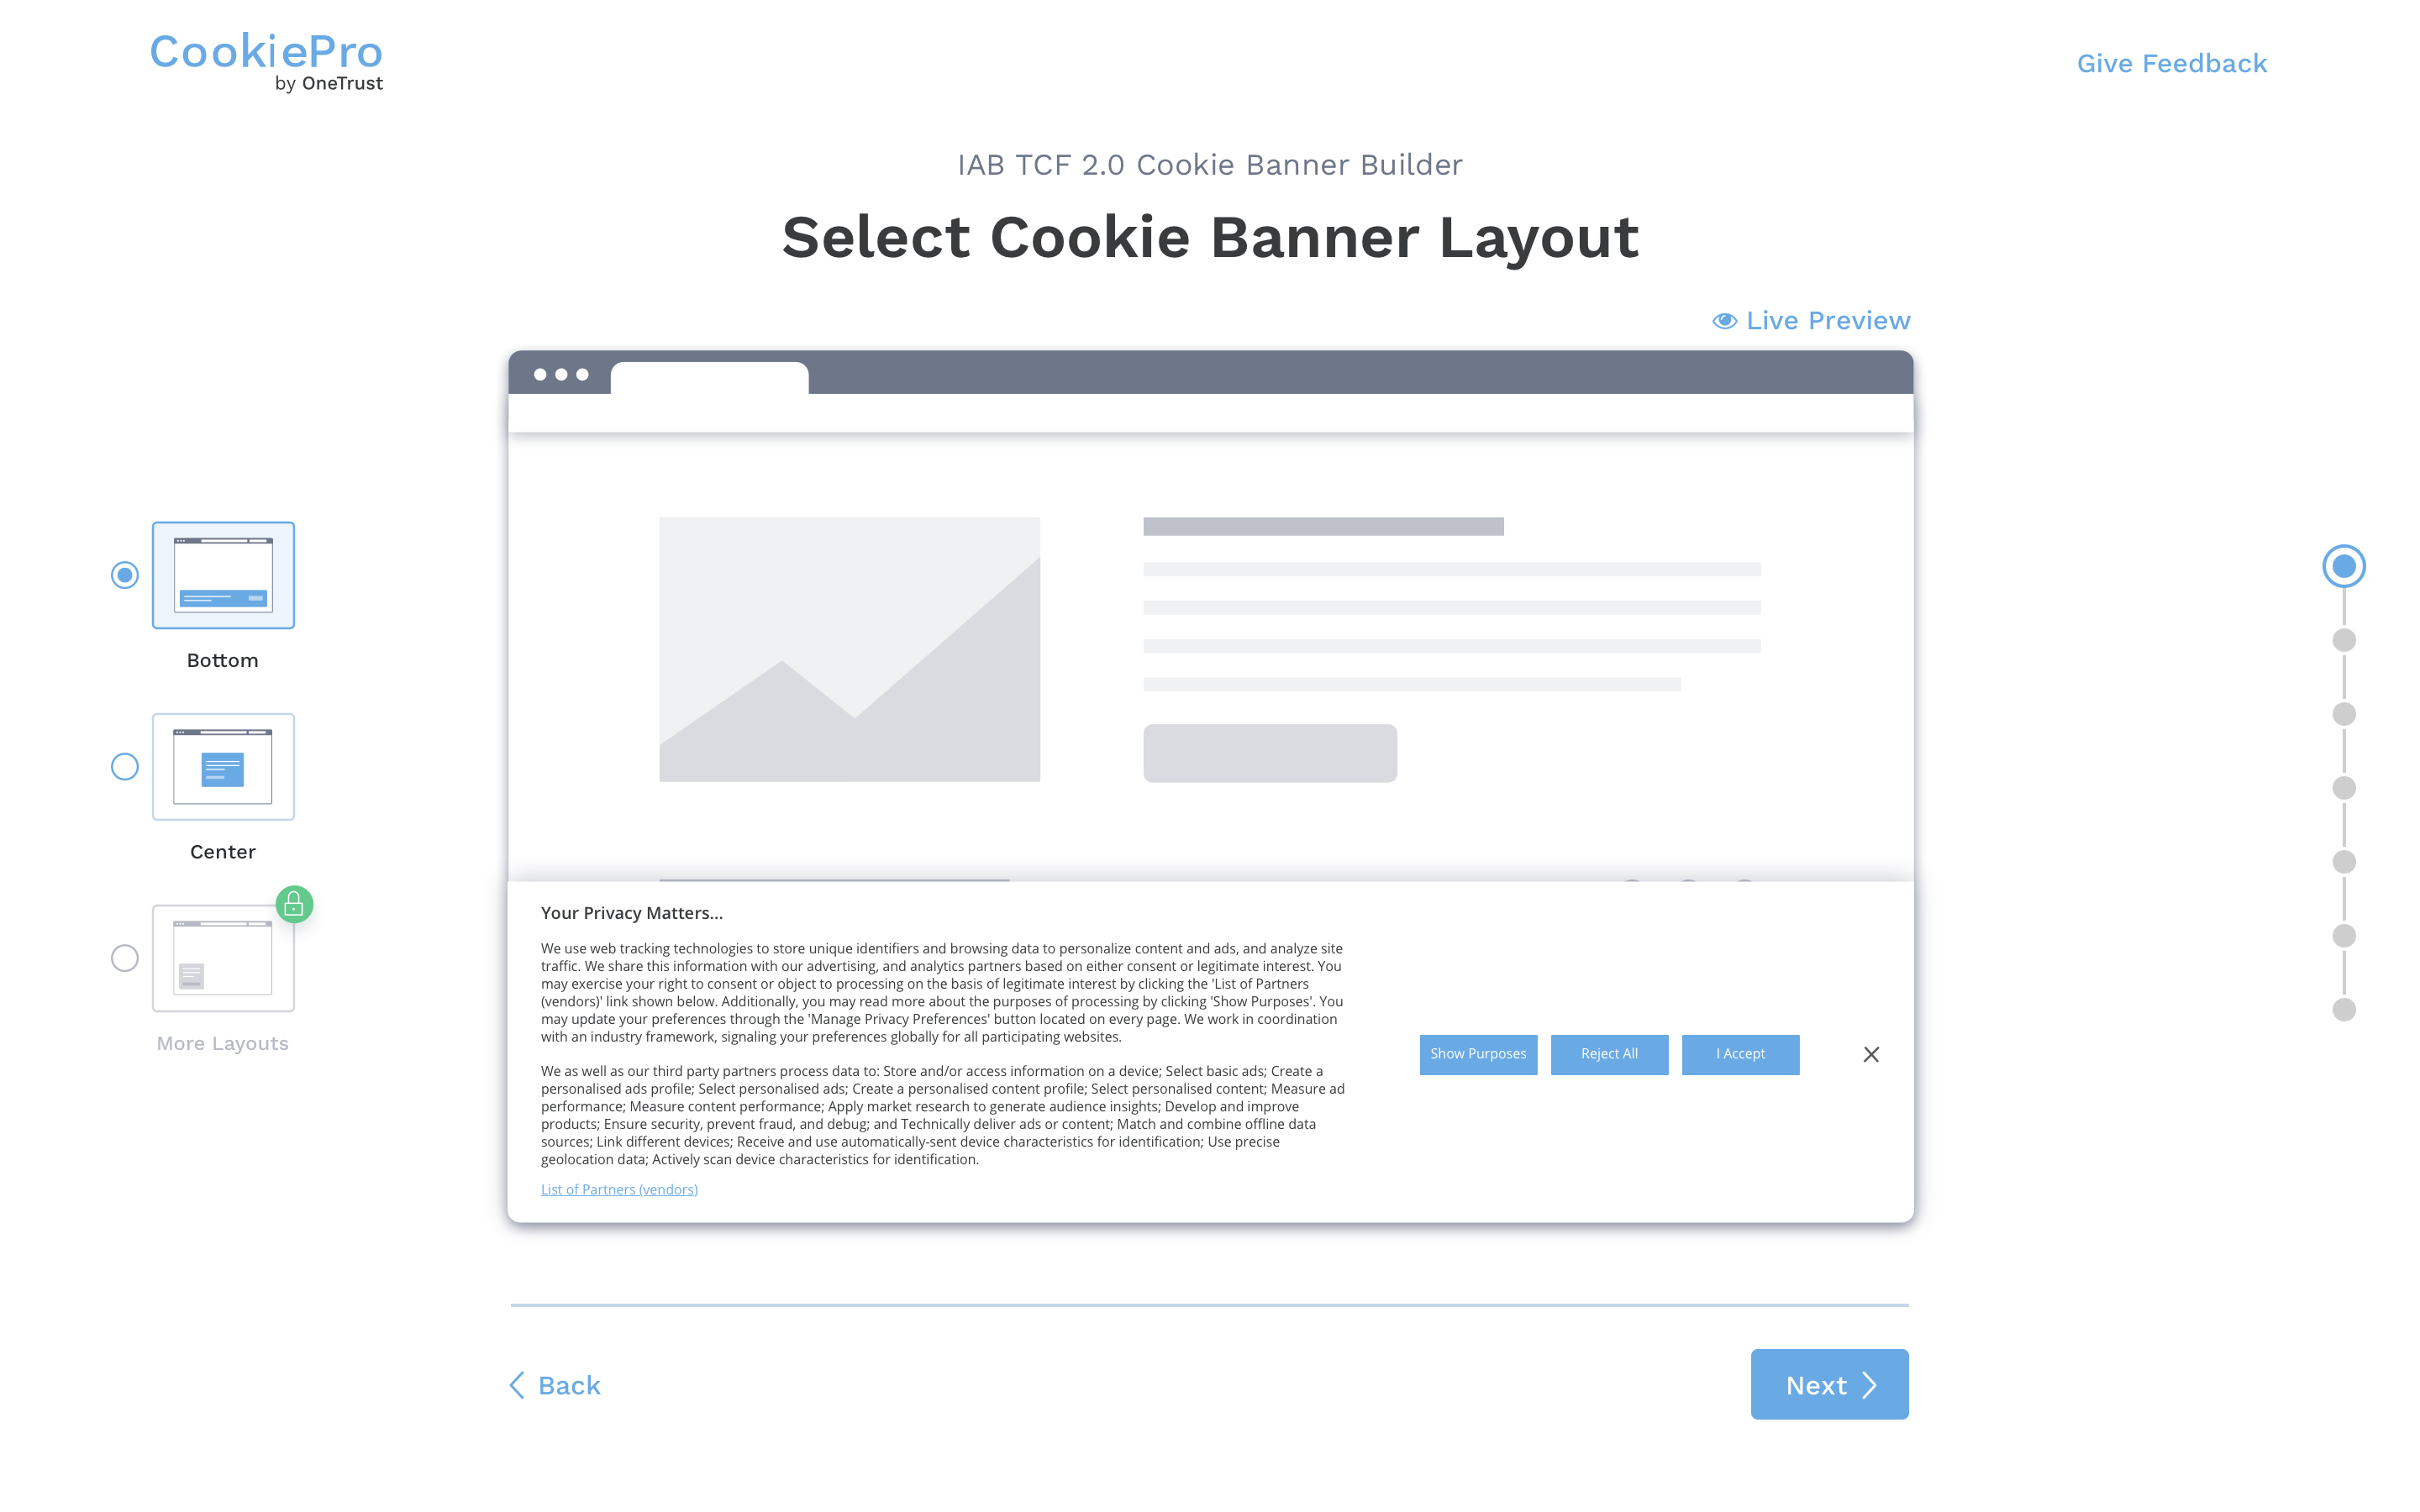 CookiePro
by OneTrust
Give Feedback
IAB TCF 2.0 Cookie Banner Builder
Select Cookie Banner Layout
Live Preview
Bottom
Center
More Layouts
Your Privacy Matters...
We use web tracking technologies to store unique identifiers and browsing data to personalize content and ads, and analyze site
traffic. We share this information with our advertising, and analytics partners based on either consent or legitimate interest. You
may exercise your right to consent or object to processing on the basis of legitimate interest by clicking the 'List of Partners
(vendors)' link shown below. Additionally, you may read more about the purposes of processing by clicking 'Show Purposes'. You
may update your preferences through the 'Manage Privacy Preferences' button located on every page. We work in coordination
with an industry framework, signaling your preferences globally for all participating websites.
We as well as our third party partners process data to: Store and/or access information on a device; Select basic ads; Create a
personalised ads profile; Select personalised ads; Create a personalised content profile; Select personalised content; Measure ad
performance; Measure content performance; Apply market research to generate audience insights; Develop and improve
products; Ensure security, prevent fraud, and debug; and Technically deliver ads or content; Match and combine offline data
sources; Link different devices; Receive and use automatically-sent device characteristics for identification; Use precise
geolocation data; Actively scan device characteristics for identification.
List of Partners (vendors)
Show Purposes
Reject All
I Accept
Back
Next